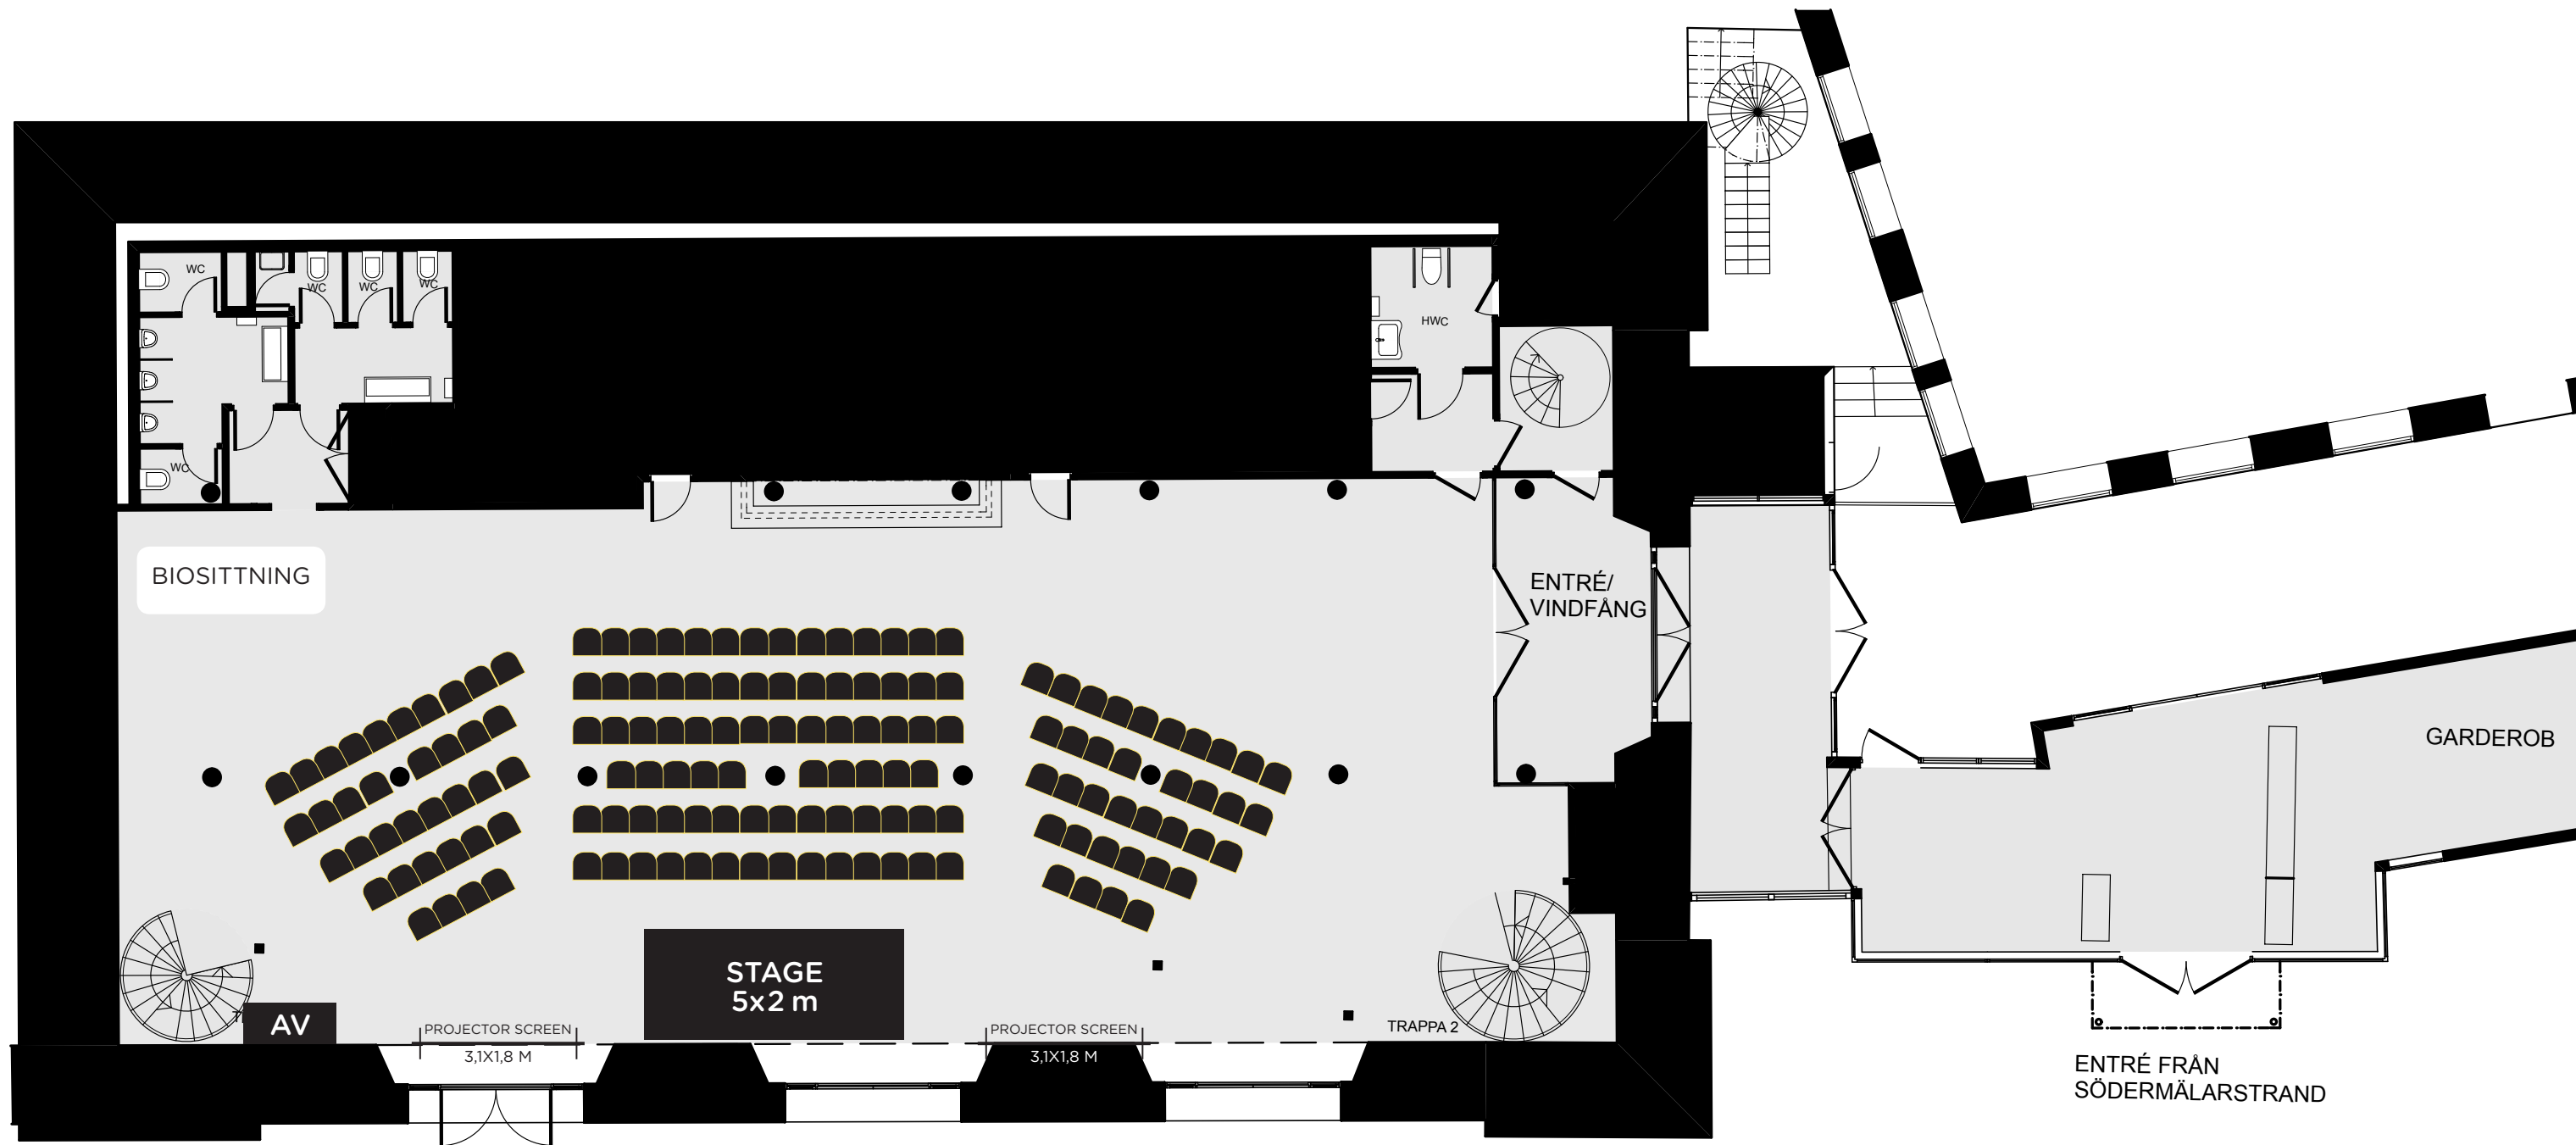 WC
WC
WC
WC
HWC
WC
BIOSITTNING
ENTRÉ/
VINDFÅNG
GARDEROB
STAGE
5x2 m
AV
PROJECTOR SCREEN
3,1X1,8 M
PROJECTOR SCREEN
3,1X1,8 M
TRAPPA 2
ENTRÉ FRÅN
SÖDERMÄLARSTRAND